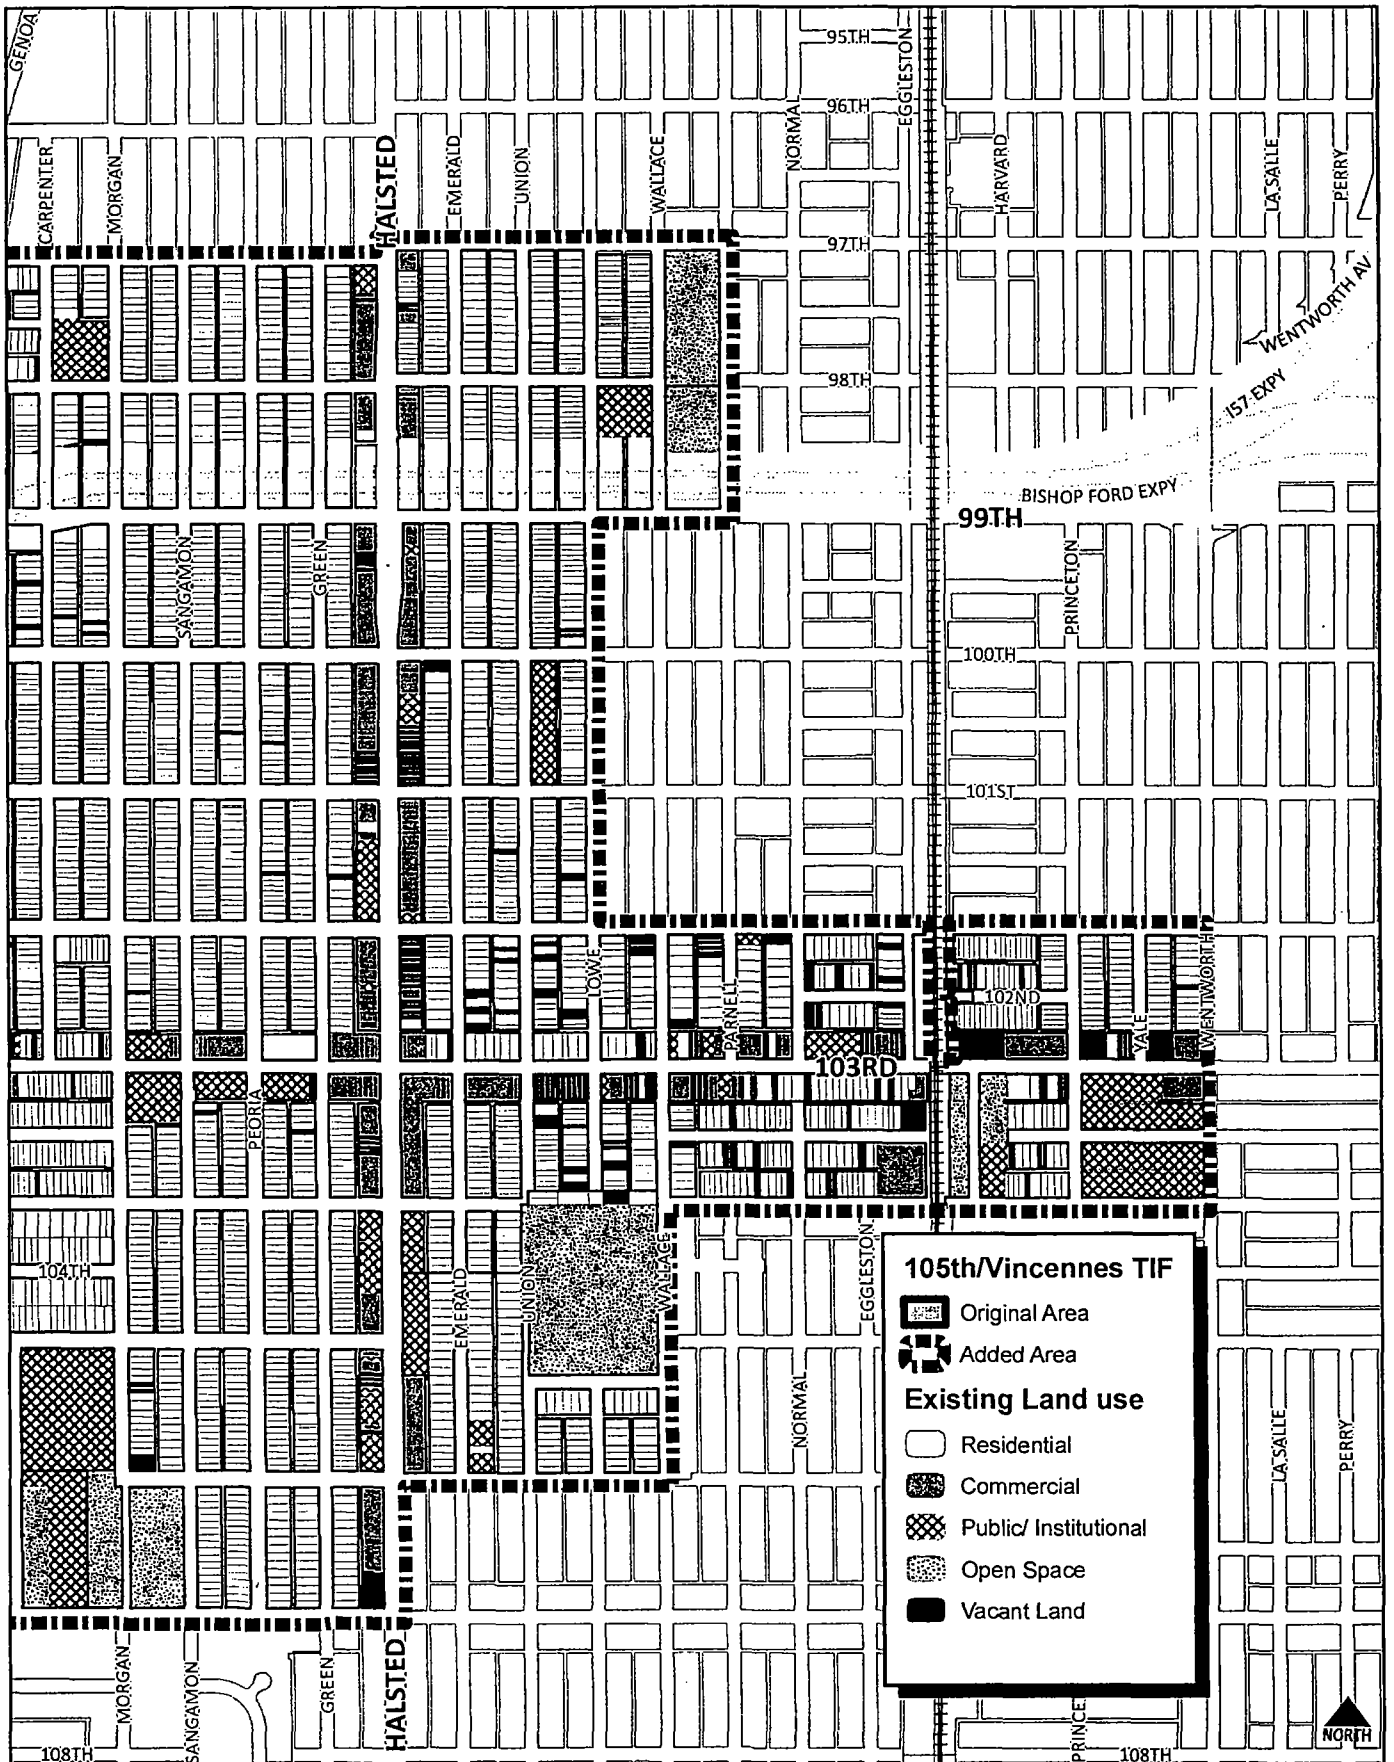 GENOA
95TH
EGGLESTON
96TH
NORMAL
CARPENTER
MORGAN
HALSTED
EMERALD
UNION
WALLACE
HARVARD
LA SALLE
PERRY
97TH
WENTWORTH AV
98TH
I57 EXPY
BISHOP FORD EXPY
99TH
SANGAMON
GREEN
PRINCETON
100TH
101ST
LOWE
PARNELL
102ND
YALE
WENTWORTH
103RD
PEORIA
104TH
EMERALD
UNION
WALLACE
EGGLESTON
NORMAL
LA SALLE
PERRY
105th/Vincennes TIF
Original Area
Added Area
Existing Land use
Residential
Commercial
Public/ Institutional
Open Space
Vacant Land
MORGAN
SANGAMON
GREEN
HALSTED
PRINCE
NORTH
108TH
108TH